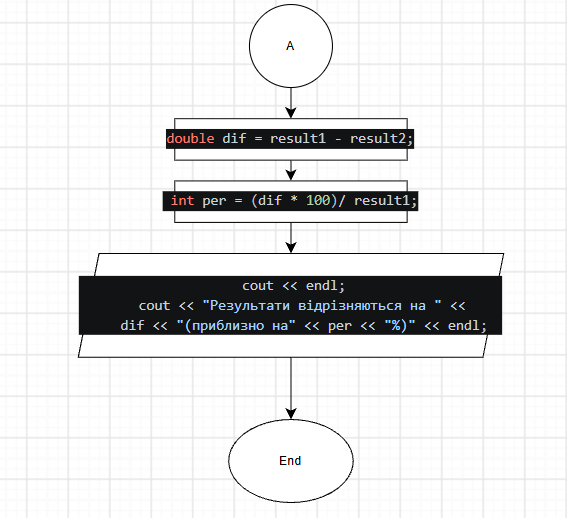 A
double dif = result1 - result2;
int per = (dif * 100)/ result1;
cout << endl;
cout << "Результати відрізняються на " <<
dif << "(приблизно на" << per << "%)" << endl;
End